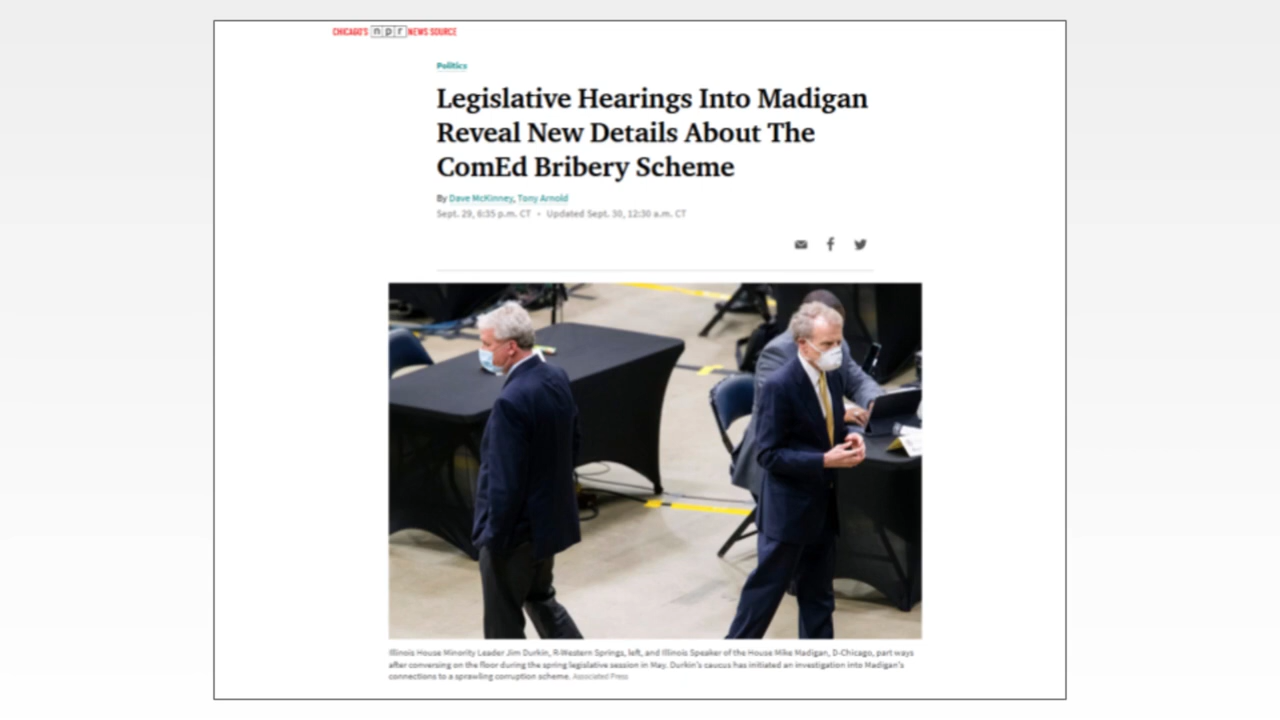 CHICAGO'S npr NEWS SOURCE
Politics
Legislative Hearings Into Madigan
Reveal New Details About The
ComEd Bribery Scheme
By Dave McKinney, Tony Arnold
Sept. 29, 6:35 p.m. CT • Updated Sept. 30, 12:30 a.m. CT
Illinois House Minority Leader Jim Durkin, R-Western Springs, left, and Illinois Speaker of the House Mike Madigan, D-Chicago, part ways
after conversing on the floor during the spring legislative session in May. Durkin's caucus has initiated an investigation into Madigan's
connections to a sprawling corruption scheme. Associated Press